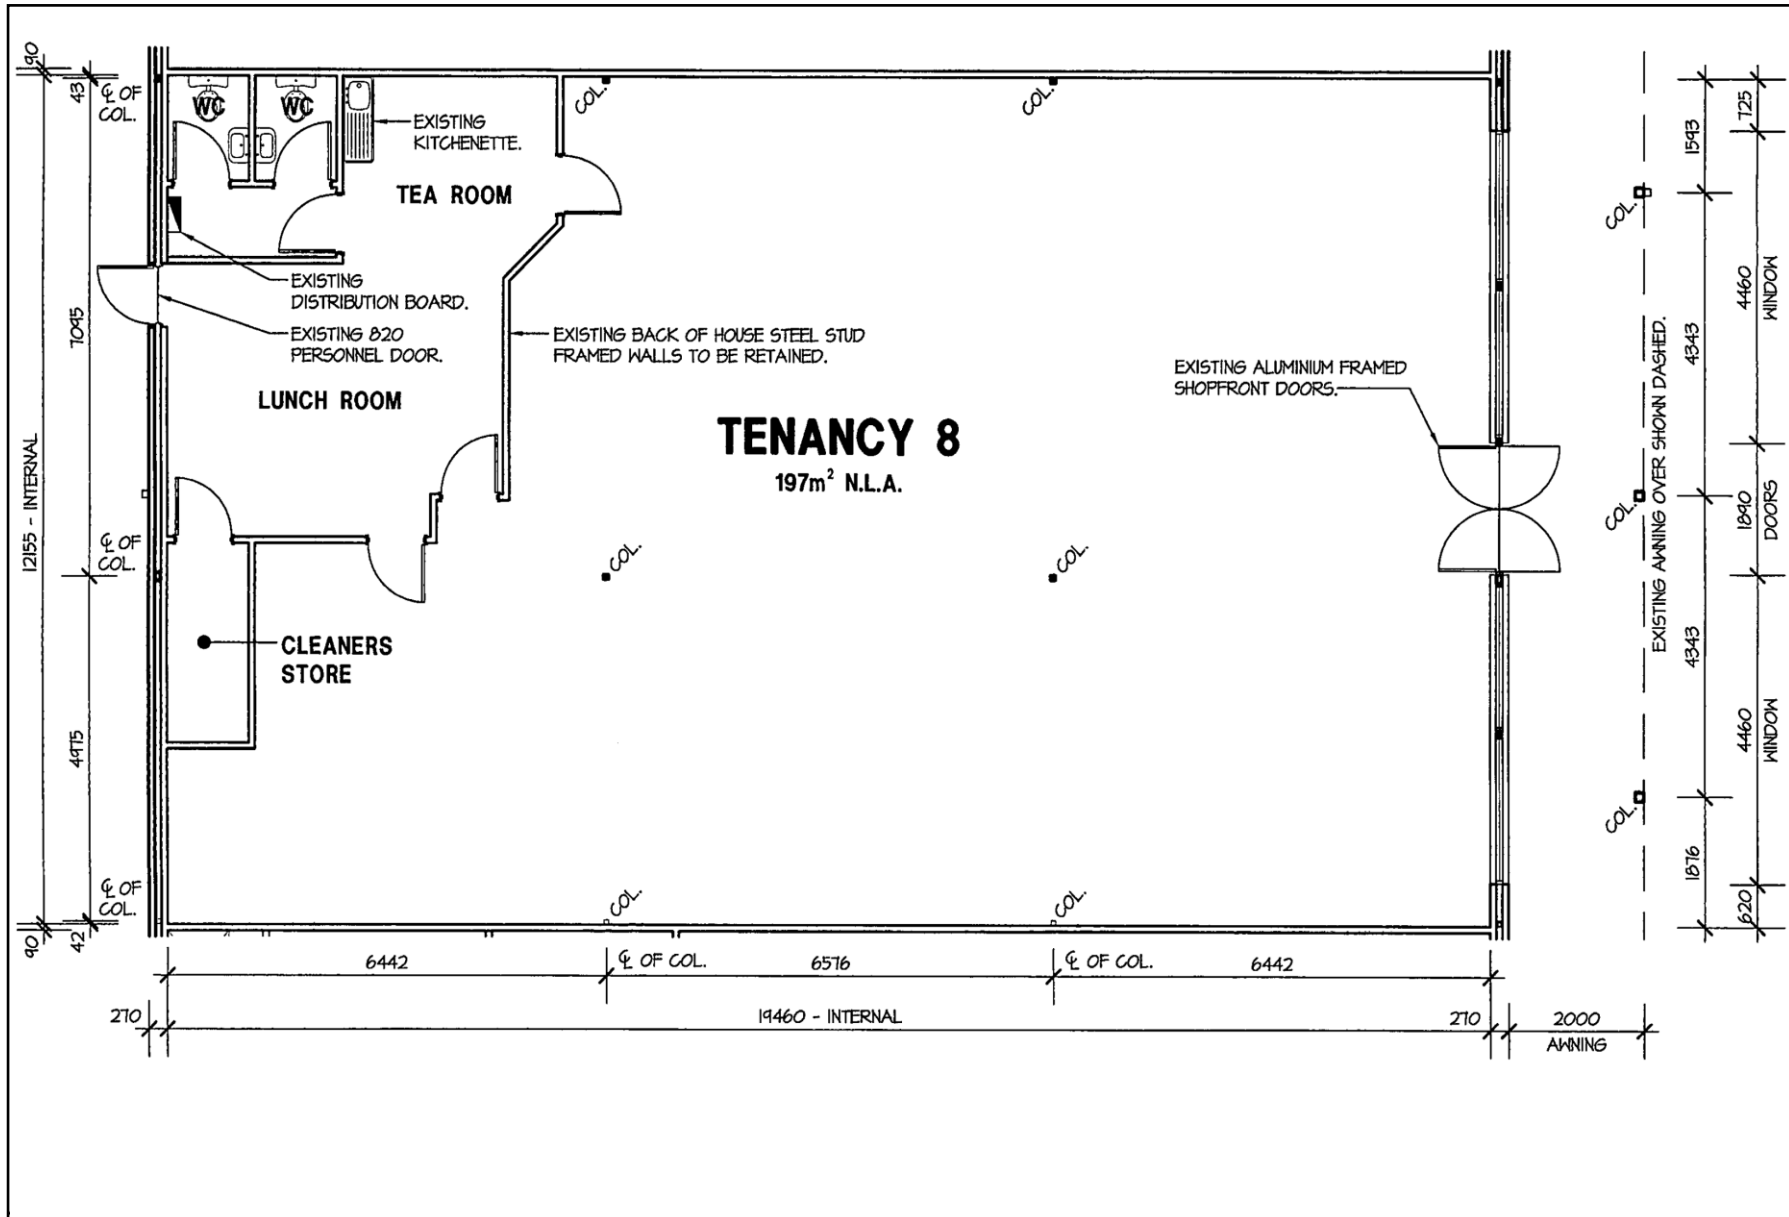 90
43
℄ OF
COL.
WC
WC
EXISTING
KITCHENETTE.
TEA ROOM
COL.
COL.
725
1593
COL.
EXISTING
DISTRIBUTION BOARD.
EXISTING 820
PERSONNEL DOOR.
7095
EXISTING BACK OF HOUSE STEEL STUD
FRAMED WALLS TO BE RETAINED.
LUNCH ROOM
EXISTING ALUMINIUM FRAMED
SHOPFRONT DOORS.
EXISTING AWNING OVER SHOWN DASHED.
4343
4460
WINDOW
TENANCY 8
197m² N.L.A.
12155 - INTERNAL
℄ OF
COL.
COL.
COL.
COL.
1890
DOORS
CLEANERS
STORE
4975
4343
4460
WINDOW
COL.
1876
620
℄ OF
COL.
COL.
COL.
90
42
6442
℄ OF COL.
6576
℄ OF COL.
6442
270
19460 - INTERNAL
270
2000
AWNING